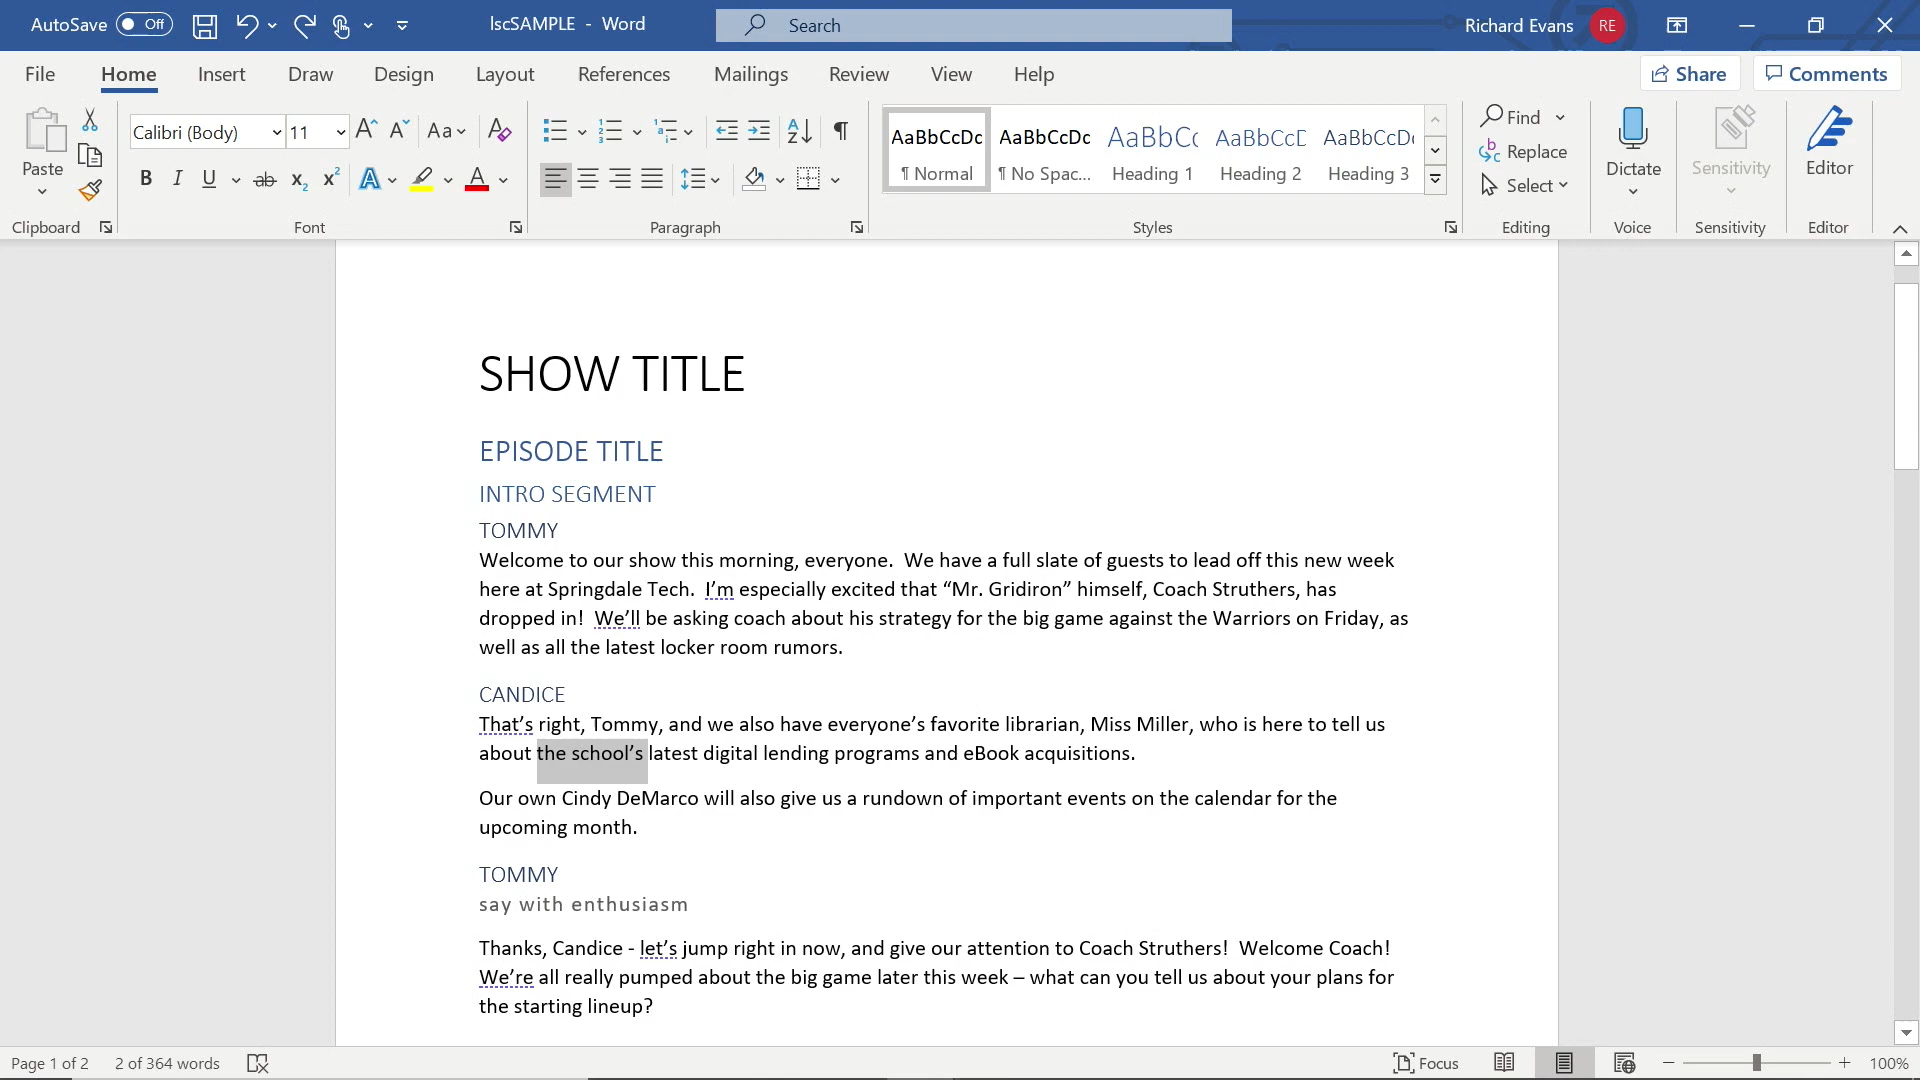 AutoSave Off lscSAMPLE - Word Search Richard Evans RE
File Home Insert Draw Design Layout References Mailings Review View Help Share Comments
Paste Calibri (Body) 11 Aa AaBbCcDc AaBbCcDc AaBbCc AaBbCcD AaBbCcD Find Replace Select Dictate Sensitivity Editor
¶ Normal ¶ No Spac... Heading 1 Heading 2 Heading 3
Clipboard Font Paragraph Styles Editing Voice Sensitivity Editor
SHOW TITLE
EPISODE TITLE
INTRO SEGMENT
TOMMY
Welcome to our show this morning, everyone.  We have a full slate of guests to lead off this new week
here at Springdale Tech.  I’m especially excited that “Mr. Gridiron” himself, Coach Struthers, has
dropped in!  We’ll be asking coach about his strategy for the big game against the Warriors on Friday, as
well as all the latest locker room rumors.
CANDICE
That’s right, Tommy, and we also have everyone’s favorite librarian, Miss Miller, who is here to tell us
about the school’s latest digital lending programs and eBook acquisitions.
Our own Cindy DeMarco will also give us a rundown of important events on the calendar for the
upcoming month.
TOMMY
say with enthusiasm
Thanks, Candice - let’s jump right in now, and give our attention to Coach Struthers!  Welcome Coach!
We’re all really pumped about the big game later this week – what can you tell us about your plans for
the starting lineup?
Page 1 of 2 2 of 364 words Focus 100%